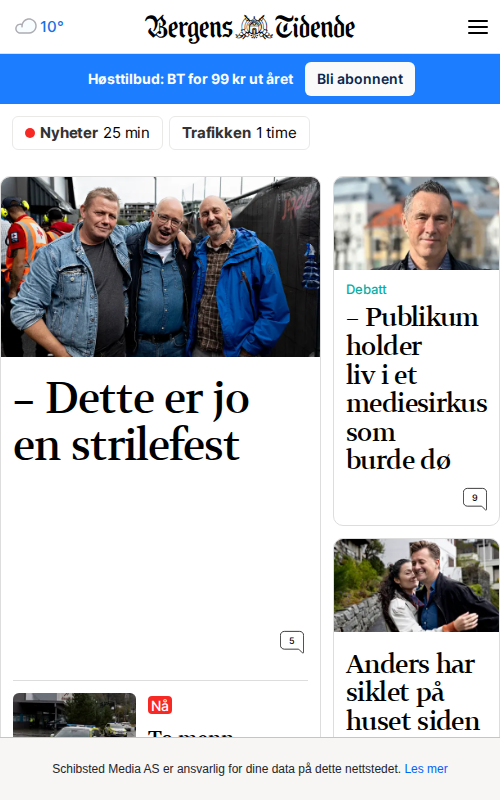 10°
Bergens Tidende
Høsttilbud: BT for 99 kr ut året
Bli abonnent
Nyheter 25 min
Trafikken 1 time
– Dette er jo
en strilefest
5
Nå
To menn
Debatt
– Publikum
holder
liv i et
mediesirkus
som
burde dø
9
Anders har
siklet på
huset siden
Schibsted Media AS er ansvarlig for dine data på dette nettstedet. Les mer